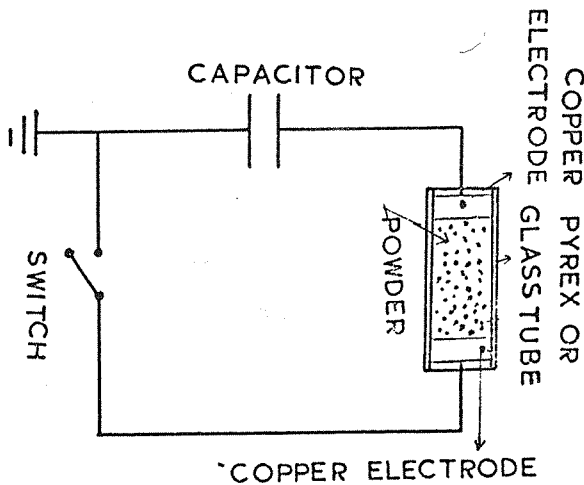 CAPACITOR
COPPER
ELECTRODE
PYREX OR
GLASS TUBE
POWDER
SWITCH
COPPER ELECTRODE